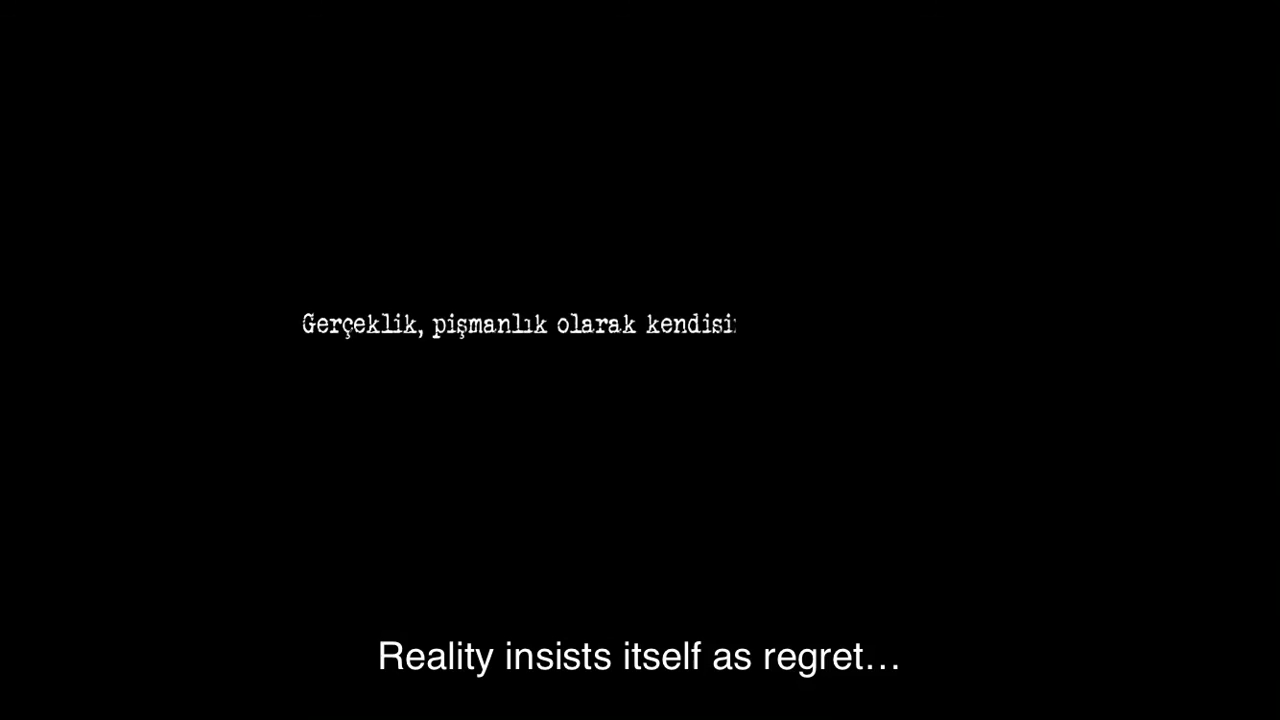 Gerçeklik, pişmanlık olarak kendisi
Reality insists itself as regret…